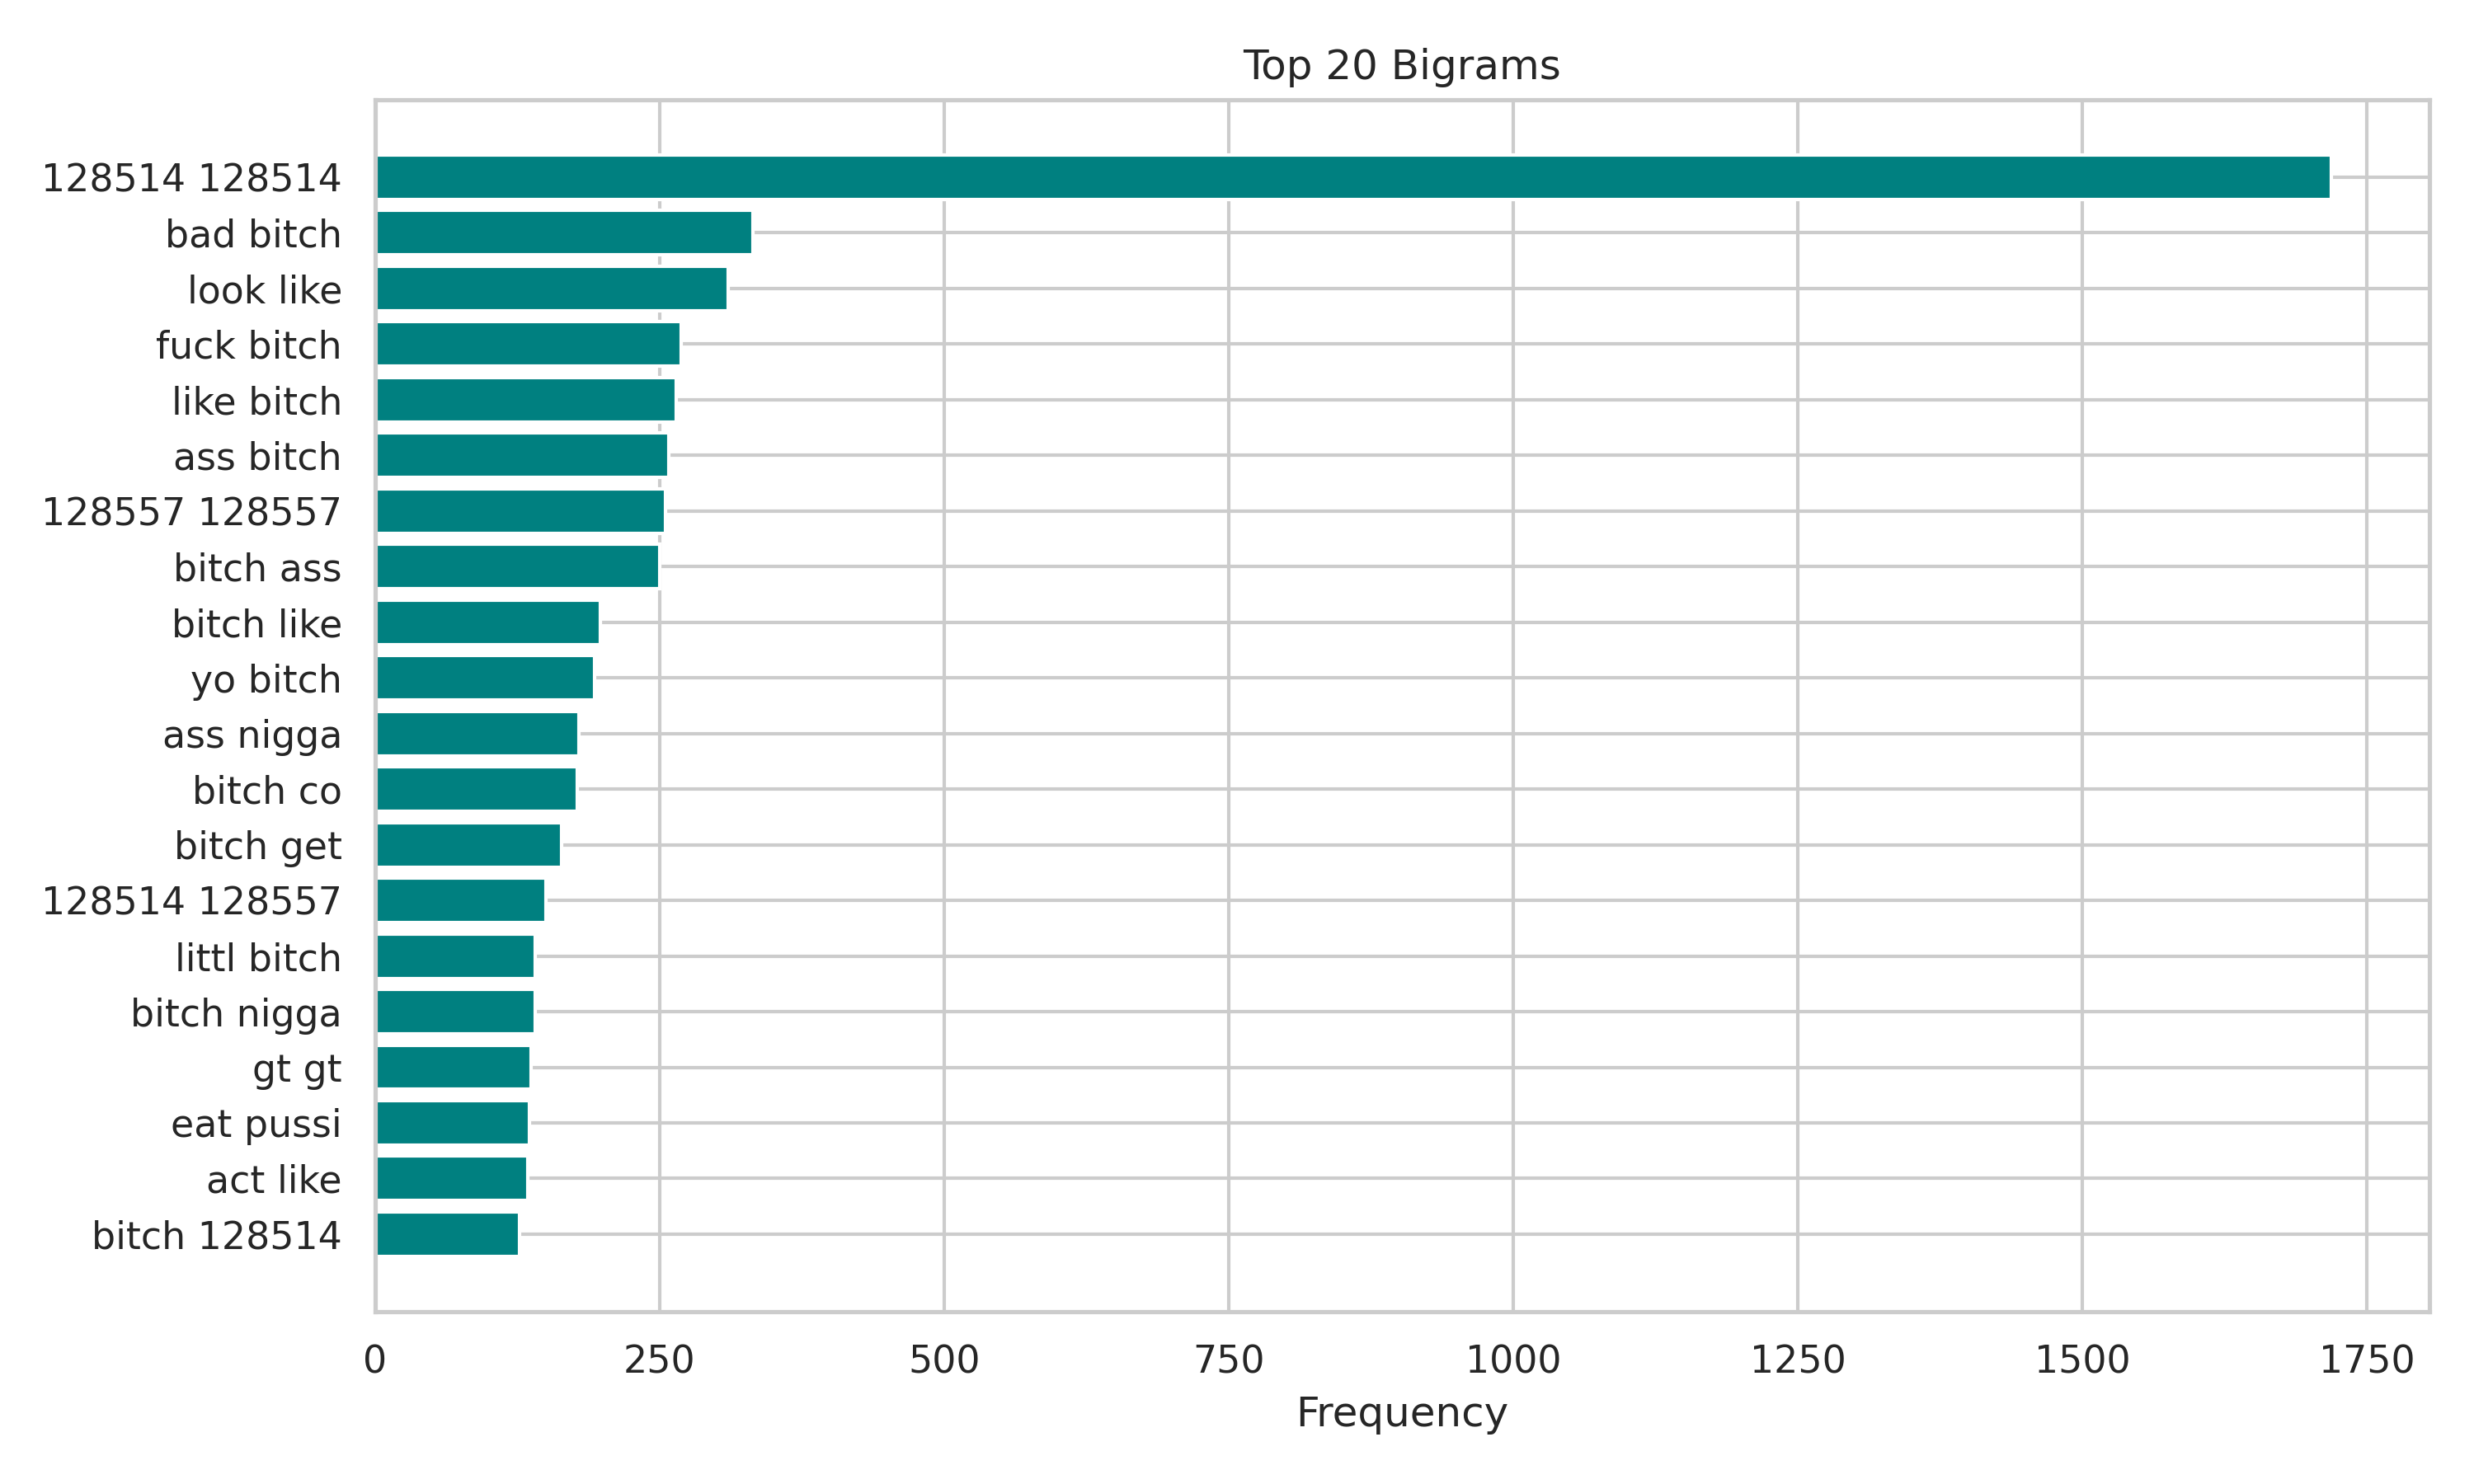 Top 20 Bigrams
128514 128514
bad bitch
look like
fuck bitch
like bitch
ass bitch
128557 128557
bitch ass
bitch like
yo bitch
ass nigga
bitch co
bitch get
128514 128557
littl bitch
bitch nigga
gt gt
eat pussi
act like
bitch 128514
0 250 500 750 1000 1250 1500 1750
Frequency